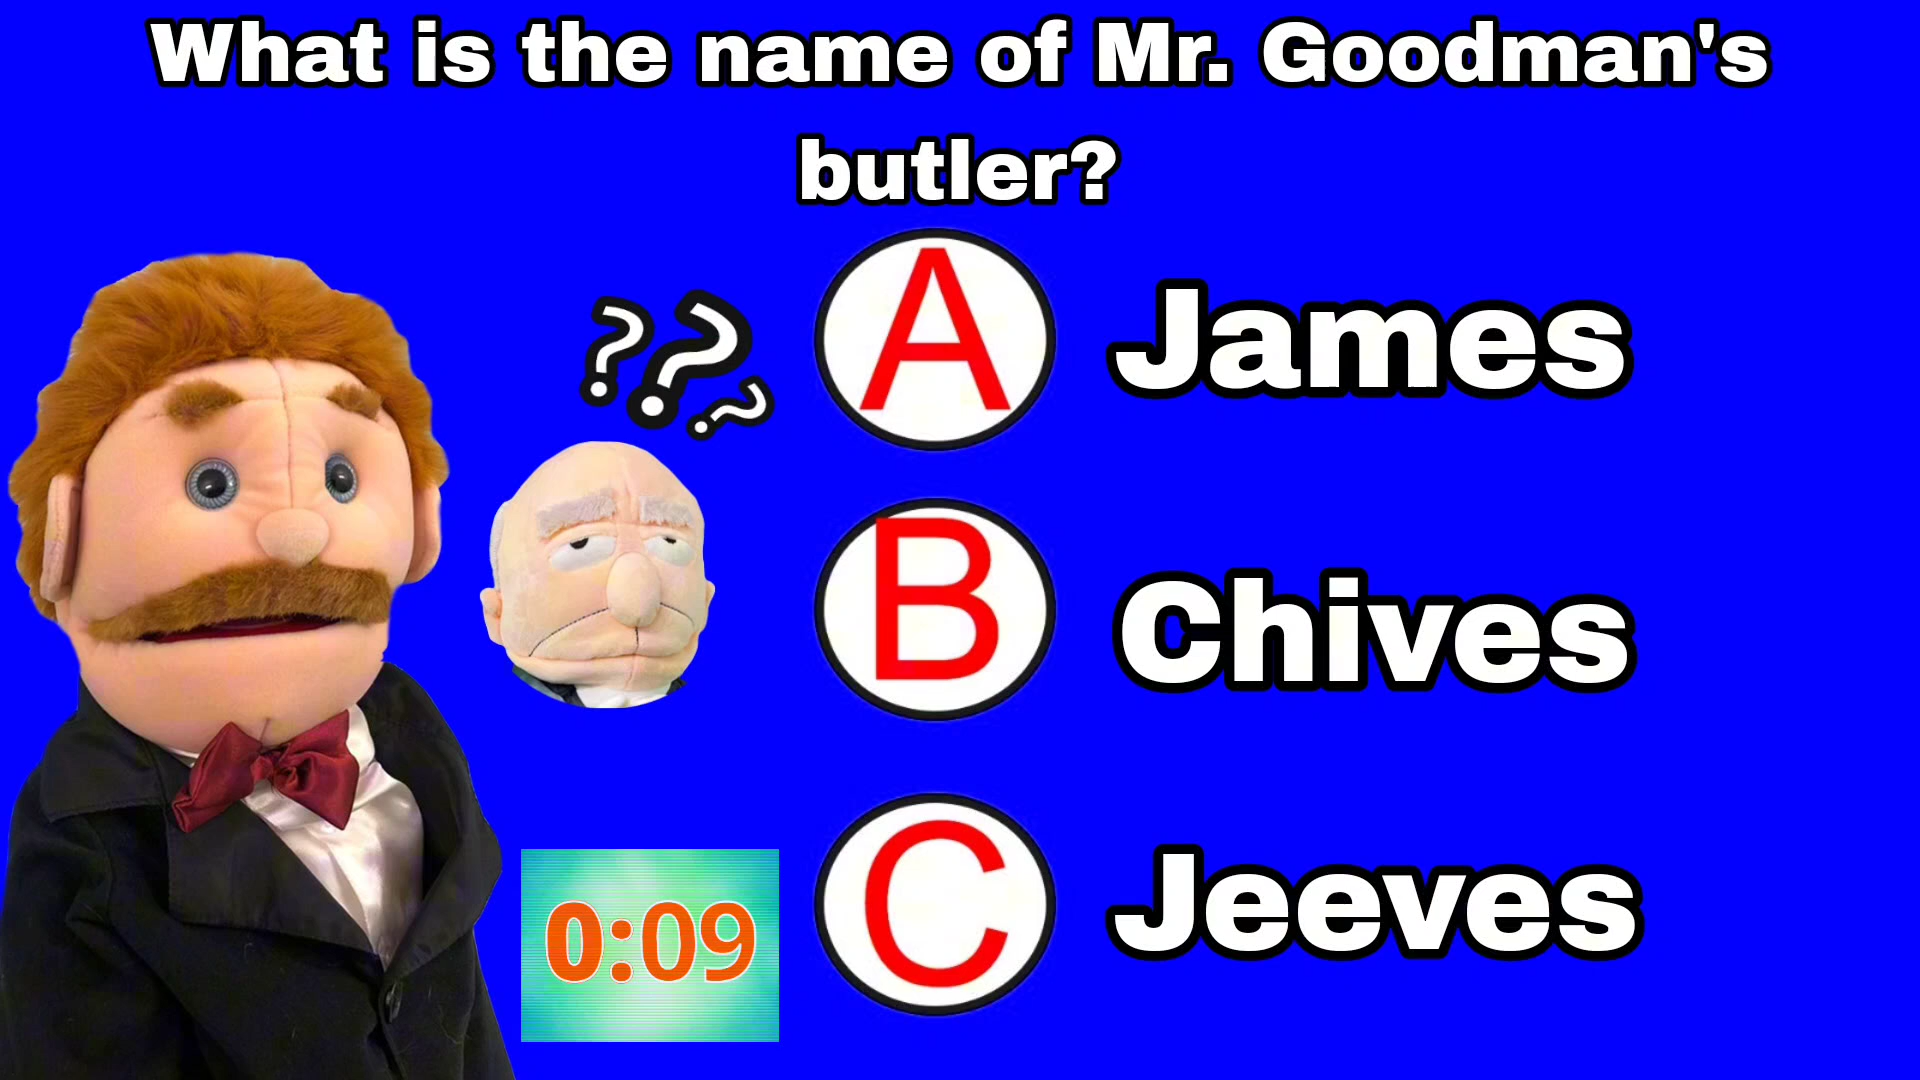 What is the name of Mr. Goodman's
butler?
???
A James
B Chives
C Jeeves
0:09